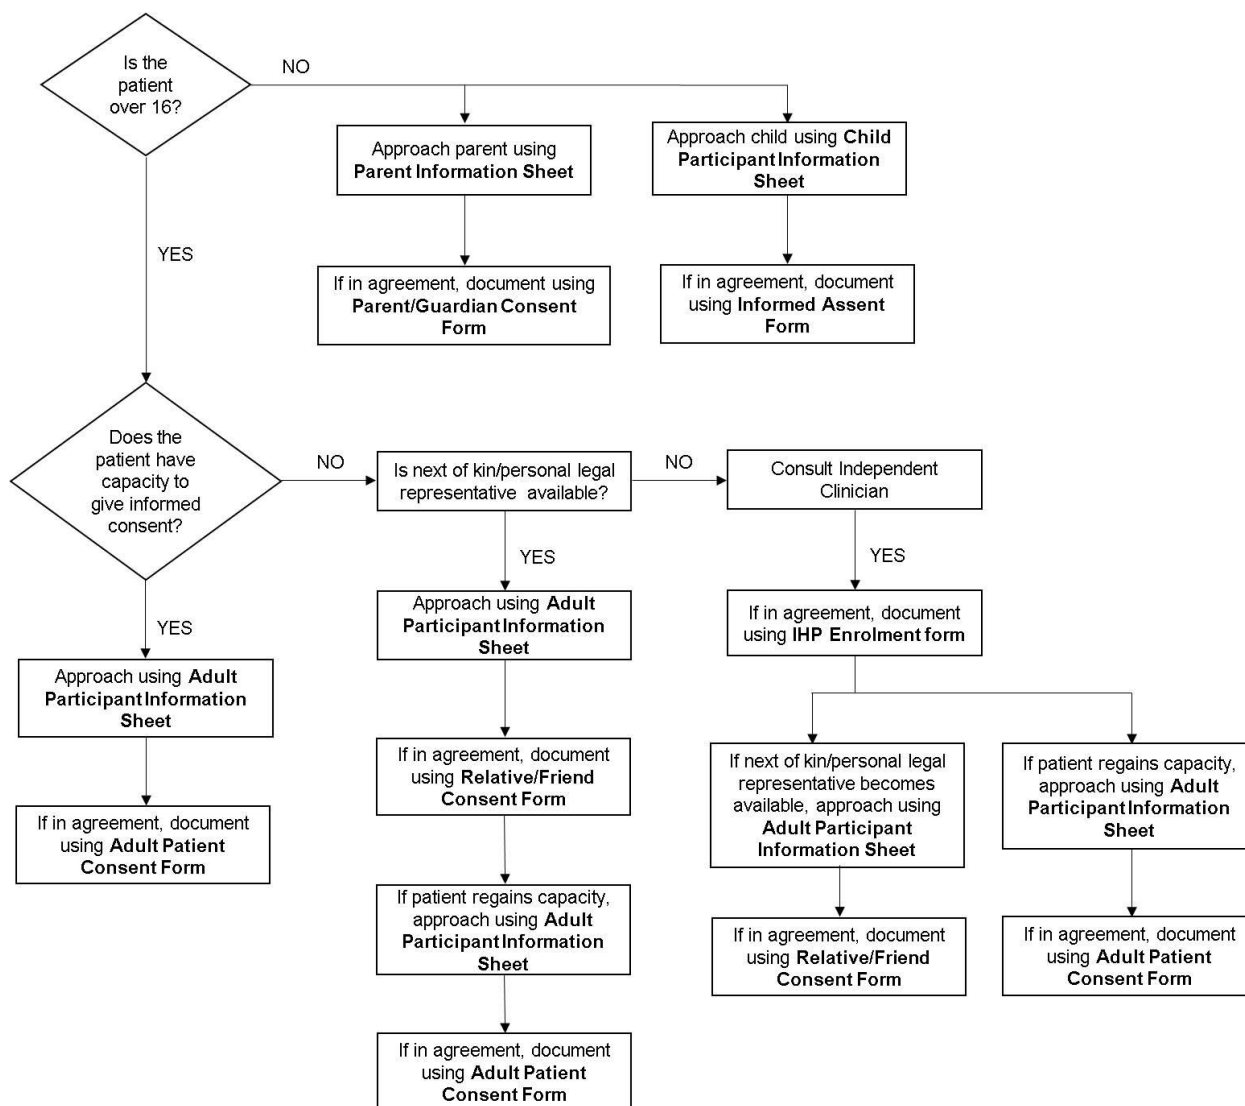 Is the
patient
over 16?
NO
Approach parent using
Parent Information Sheet
Approach child using Child
Participant Information
Sheet
YES
If in agreement, document using
Parent/Guardian Consent
Form
If in agreement, document
using Informed Assent
Form
Does the
patient have
capacity to
give informed
consent?
NO
Is next of kin/personal legal
representative available?
NO
Consult Independent
Clinician
YES
YES
YES
Approach using Adult
Participant Information
Sheet
If in agreement, document
using IHP Enrolment form
Approach using Adult
Participant Information
Sheet
If in agreement, document
using Relative/Friend
Consent Form
If next of kin/personal legal
representative becomes
available, approach using
Adult Participant
Information Sheet
If patient regains capacity,
approach using Adult
Participant Information
Sheet
If in agreement, document
using Adult Patient
Consent Form
If patient regains capacity,
approach using Adult
Participant Information
Sheet
If in agreement, document
using Relative/Friend
Consent Form
If in agreement, document
using Adult Patient
Consent Form
If in agreement, document
using Adult Patient
Consent Form